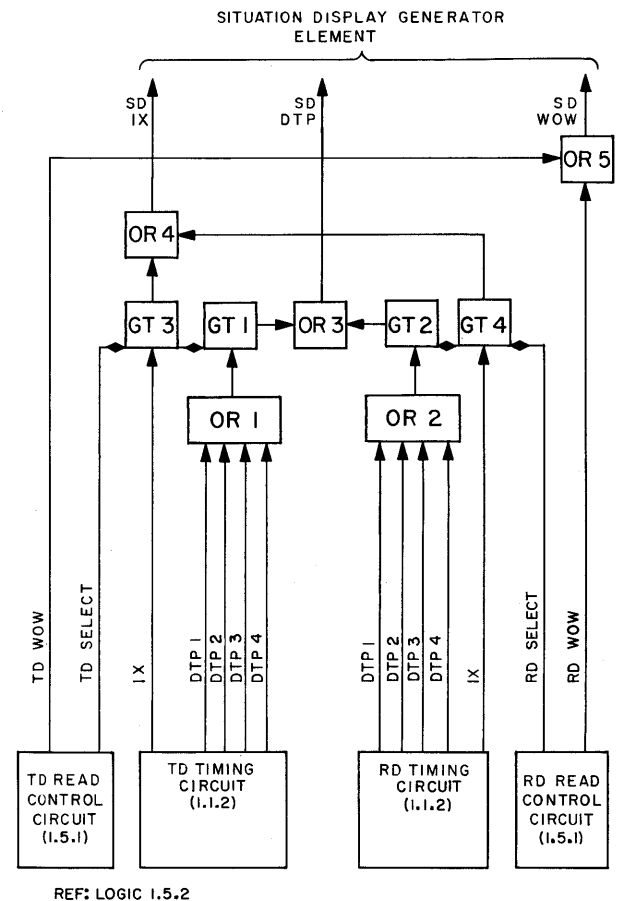 SITUATION DISPLAY GENERATOR
ELEMENT
SD
IX
SD
DTP
SD
WOW
OR 5
OR 4
GT 3
GT 1
OR 3
GT 2
GT 4
OR 1
OR 2
TD WOW
TD SELECT
IX
DTP 1
DTP 2
DTP 3
DTP 4
DTP 1
DTP 2
DTP 3
DTP 4
IX
RD SELECT
RD WOW
TD READ
CONTROL
CIRCUIT
(1.5.1)
TD TIMING
CIRCUIT
(1.1.2)
RD TIMING
CIRCUIT
(1.1.2)
RD READ
CONTROL
CIRCUIT
(1.5.1)
REF: LOGIC 1.5.2